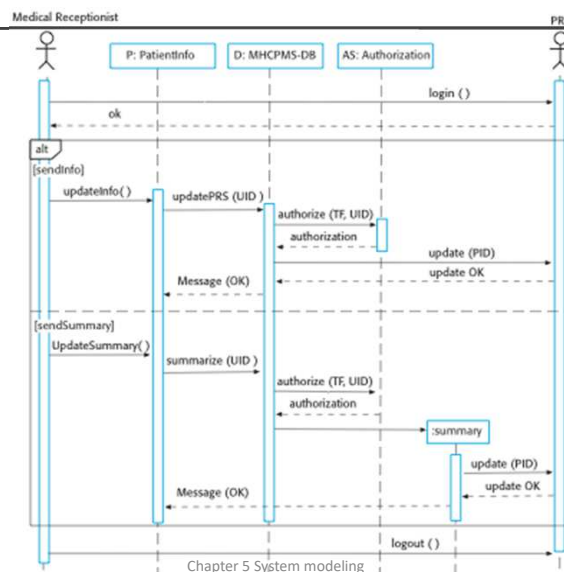 Medical Receptionist
PR
P: PatientInfo
D: MHCPMS-DB
AS: Authorization
login ( )
ok
alt
[sendInfo]
updateInfo( )
updatePRS (UID )
authorize (TF, UID)
authorization
update (PID)
update OK
Message (OK)
[sendSummary]
UpdateSummary( )
summarize (UID )
authorize (TF, UID)
authorization
:summary
update (PID)
update OK
Message (OK)
logout ( )
Chapter 5 System modeling